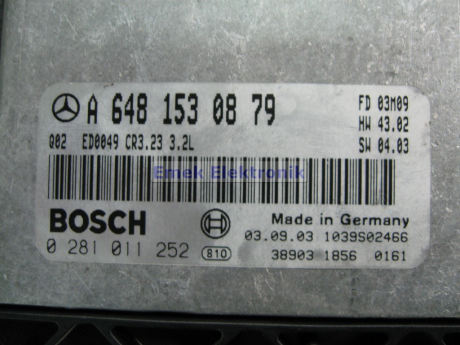 A 648 153 08 79
FD 03M09
HW 43.02
Q02 ED0049 CR3.23 3.2L
SW 04.03
Emek Elektronik
BOSCH
Made in Germany
03.09.03 1039S02466
0 281 011 252 810
38903 1856 0161